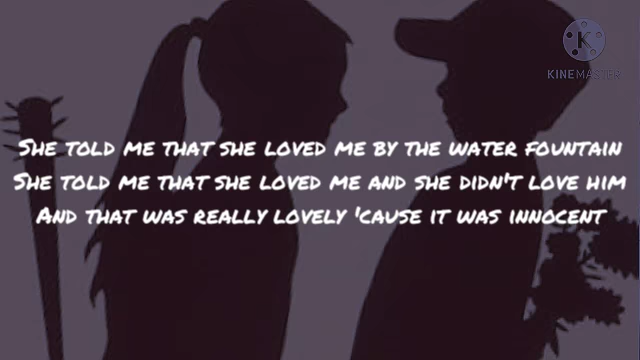 KINEMASTER
She told me that she loved me by the water fountain
She told me that she loved me and she didn't love him
And that was really lovely 'cause it was innocent